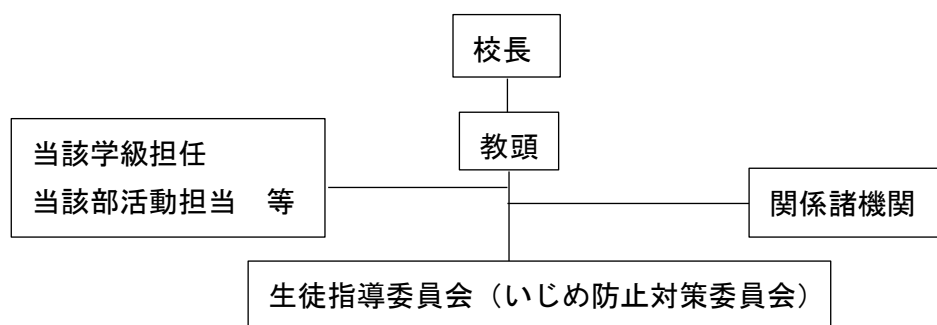 校長
教頭
当該学級担任
当該部活動担当　等
関係諸機関
生徒指導委員会（いじめ防止対策委員会）